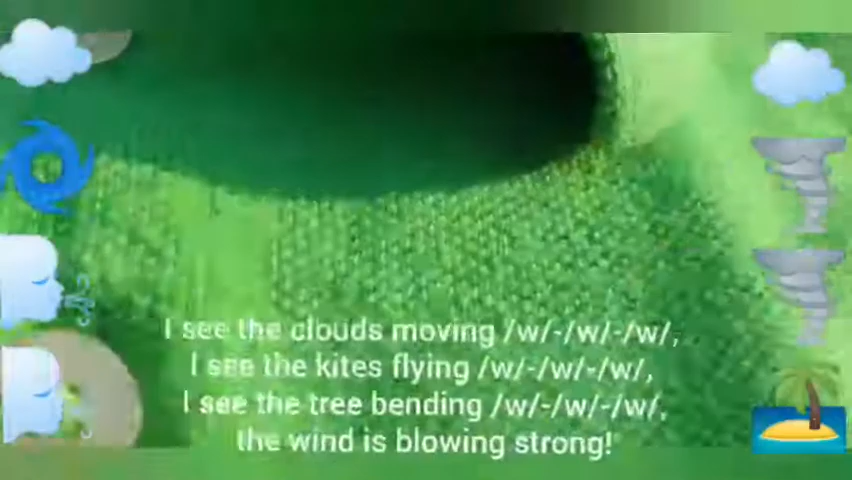 I see the clouds moving /w/-/w/-/w/,
I see the kites flying /w/-/w/-/w/,
I see the tree bending /w/-/w/-/w/,
the wind is blowing strong!